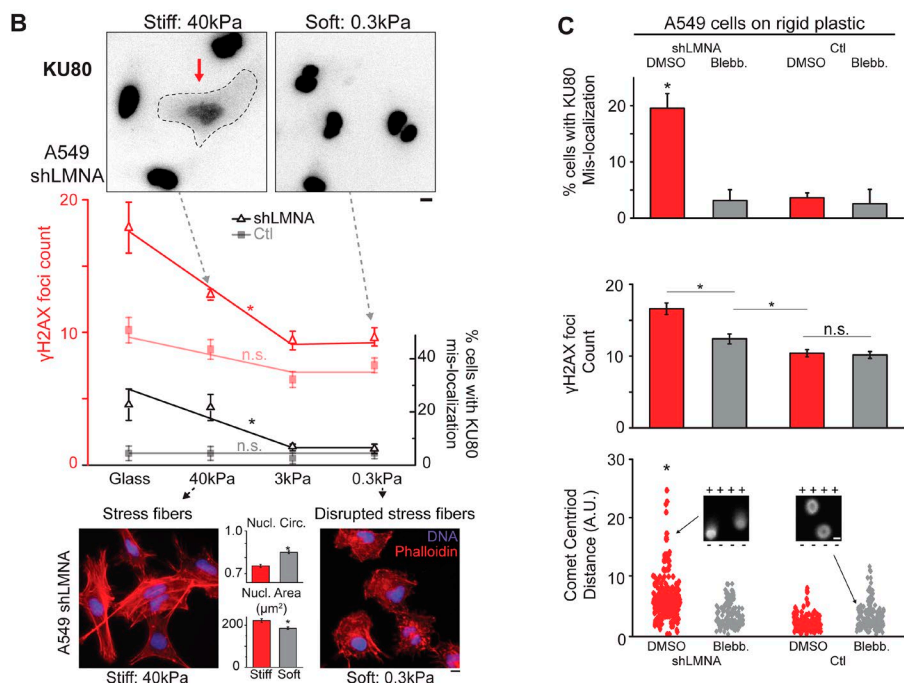 B
Stiff: 40kPa
Soft: 0.3kPa
KU80
A549
shLMNA
20
10
0
γH2AX foci count
shLMNA
Ctl
*
n.s.
*
n.s.
40
20
0
% cells with KU80
mis-localization
Glass
40kPa
3kPa
0.3kPa
Stress fibers
Disrupted stress fibers
A549 shLMNA
Nucl. Circ.
1.0
0.7
*
Nucl. Area
(μm²)
200
0
*
Stiff
Soft
DNA
Phalloidin
Stiff: 40kPa
Soft: 0.3kPa
C
A549 cells on rigid plastic
shLMNA
Ctl
DMSO
Blebb.
DMSO
Blebb.
% cells with KU80
Mis-localization
20
10
0
*
γH2AX foci
Count
20
10
0
*
*
n.s.
Comet Centriod
Distance (A.U.)
30
20
10
0
*
+ + + +
- - - -
+ + + +
- - - -
DMSO
Blebb.
DMSO
Blebb.
shLMNA
Ctl